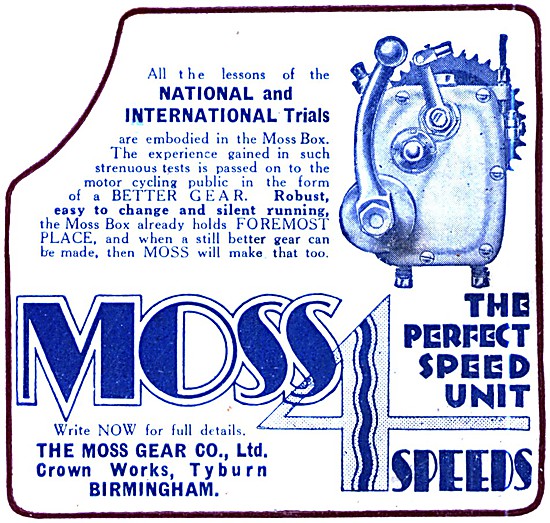 All the lessons of the
NATIONAL and
INTERNATIONAL Trials
are embodied in the Moss Box.
The experience gained in such
strenuous tests is passed on to the
motor cycling public in the form
of a BETTER GEAR. Robust,
easy to change and silent running,
the Moss Box already holds FOREMOST
PLACE, and when a still better gear can
be made, then MOSS will make that too.
MOSS 4
THE
PERFECT
SPEED
UNIT
SPEEDS
Write NOW for full details.
THE MOSS GEAR CO., Ltd.
Crown Works, Tyburn
BIRMINGHAM.